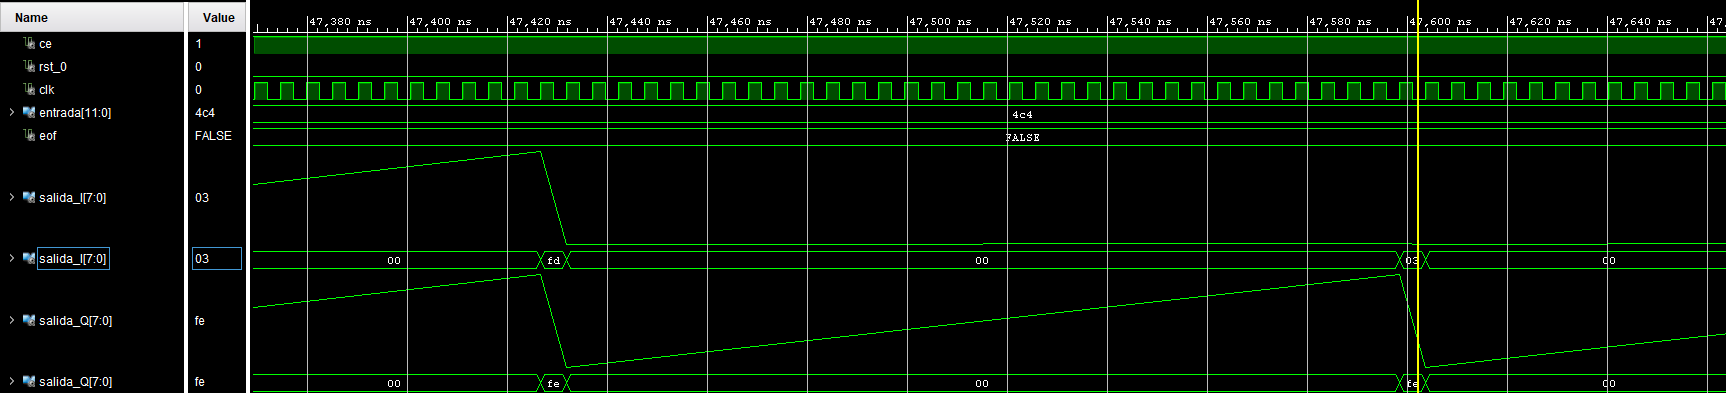 Name Value 47,380 ns 47,400 ns 47,420 ns 47,440 ns 47,460 ns 47,480 ns 47,500 ns 47,520 ns 47,540 ns 47,560 ns 47,580 ns 47,600 ns 47,620 ns 47,640 ns 47,
ce 1
rst_0 0
clk 0
entrada[11:0] 4c4 4c4
eof FALSE FALSE
salida_I[7:0] 03
salida_I[7:0] 03 00 fd 00 03 00
salida_Q[7:0] fe
salida_Q[7:0] fe 00 fe 00 fe 00